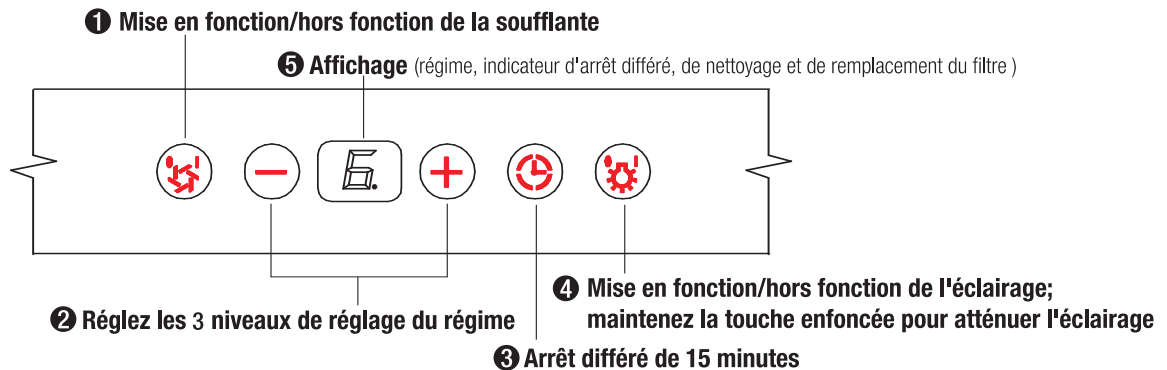 ❶ Mise en fonction/hors fonction de la soufflante
❺ Affichage (régime, indicateur d'arrêt différé, de nettoyage et de remplacement du filtre )
6.
❷ Réglez les 3 niveaux de réglage du régime
❹ Mise en fonction/hors fonction de l'éclairage;
maintenez la touche enfoncée pour atténuer l'éclairage
❸ Arrêt différé de 15 minutes